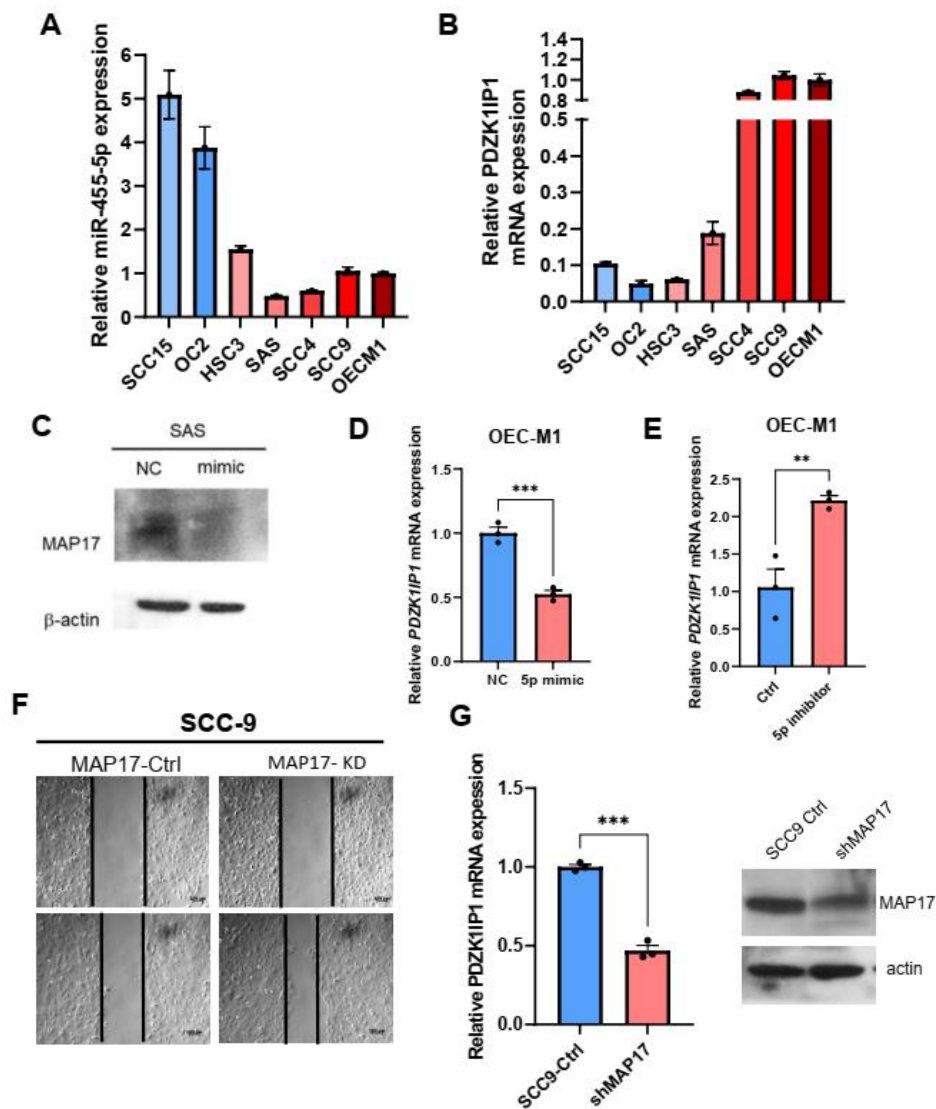 A
Relative miR-455-5p expression
6
5
4
3
2
1
0
SCC15
OC2
HSC3
SAS
SCC4
SCC9
OECM1
B
Relative PDZK1IP1
mRNA expession
1.4
1.2
1.0
0.8
0.5
0.4
0.3
0.2
0.1
0.0
SCC15
OC2
HSC3
SAS
SCC4
SCC9
OECM1
C
SAS
NC mimic
MAP17
β-actin
D
OEC-M1
Relative PDZK1IP1 mRNA expression
1.5
1.0
0.5
0.0
***
NC 5p mimic
E
OEC-M1
Relative PDZK1IP1 mRNA expression
2.5
2.0
1.5
1.0
0.5
0.0
**
Ctrl
5p inhibitor
F
SCC-9
MAP17-Ctrl MAP17- KD
G
Relative PDZK1IP1 mRNA expession
1.5
1.0
0.5
0.0
***
SCC9-Ctrl
shMAP17
SCC9 Ctrl
shMAP17
MAP17
actin